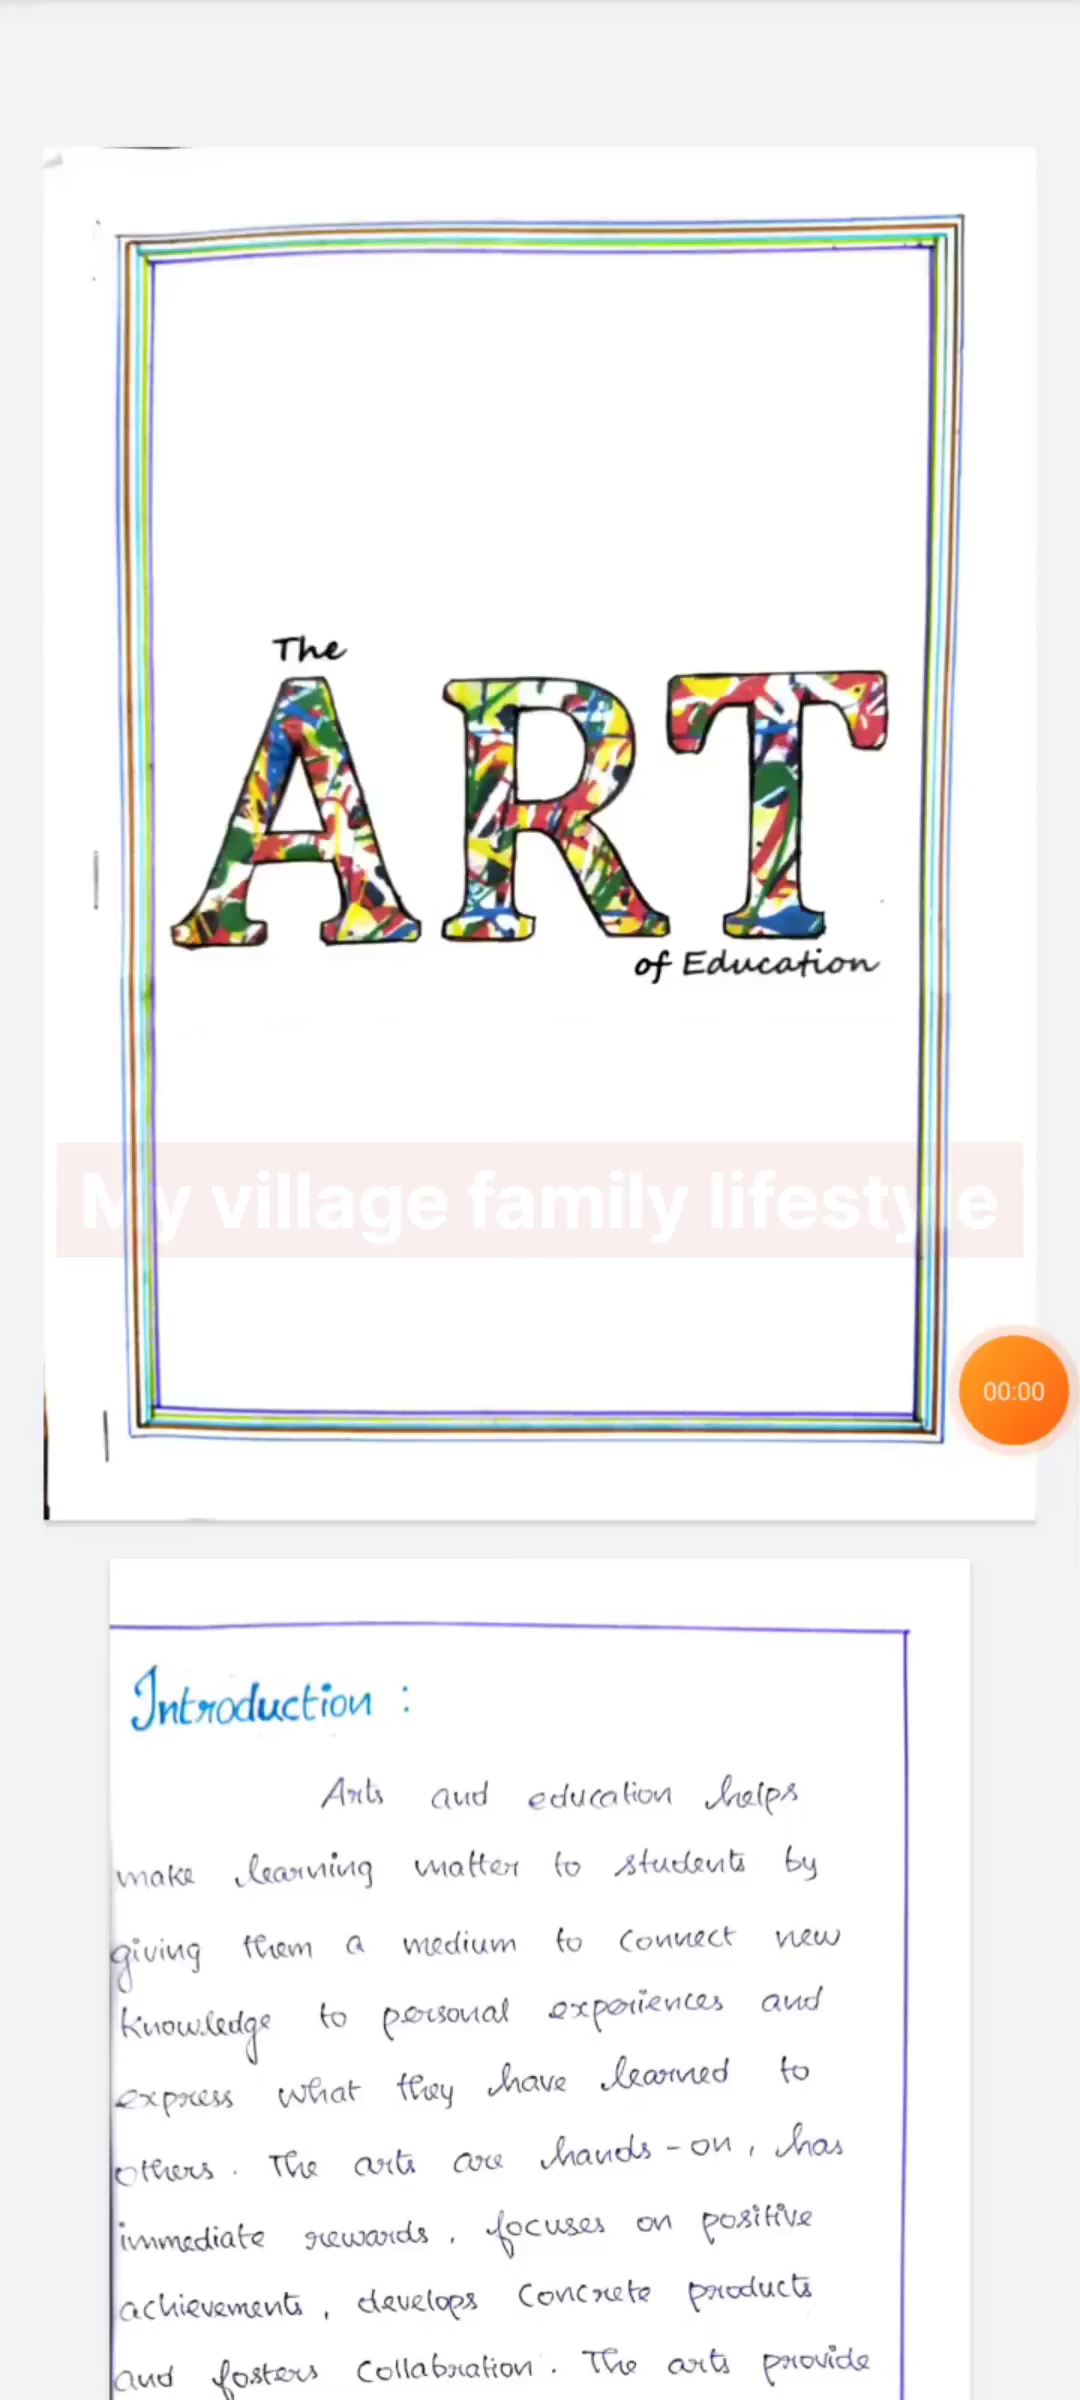 The
ART
of Education
My village family lifestyle
00:00
Introduction :
Arts and education helps
make learning matter to students by
giving them a medium to connect new
knowledge to personal experiences and
express what they have learned to
others. The arts are hands-on, has
immediate rewards, focuses on positive
achievements, develops concrete products
and fosters collabration. The arts provide